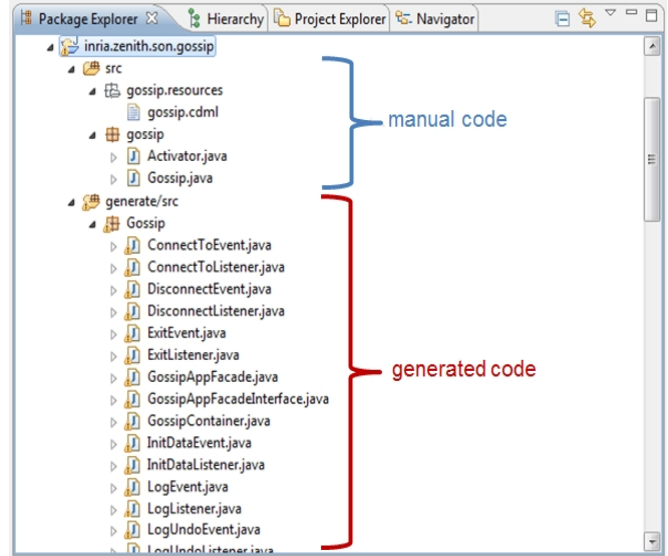 Package Explorer Hierarchy Project Explorer Navigator
inria.zenith.son.gossip
src
gossip.resources
gossip.cdml
manual code
gossip
Activator.java
Gossip.java
generate/src
Gossip
ConnectToEvent.java
ConnectToListener.java
DisconnectEvent.java
DisconnectListener.java
ExitEvent.java
ExitListener.java
GossipAppFacade.java
generated code
GossipAppFacadeInterface.java
GossipContainer.java
InitDataEvent.java
InitDataListener.java
LogEvent.java
LogListener.java
LogUndoEvent.java
LogUndoListener.java